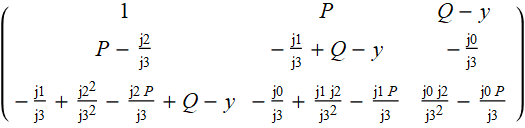 1 P Q − y
P − j2/j3 − j1/j3 + Q − y − j0/j3
− j1/j3 + j2²/j3² − j2 P/j3 + Q − y − j0/j3 + j1 j2/j3² − j1 P/j3 j0 j2/j3² − j0 P/j3